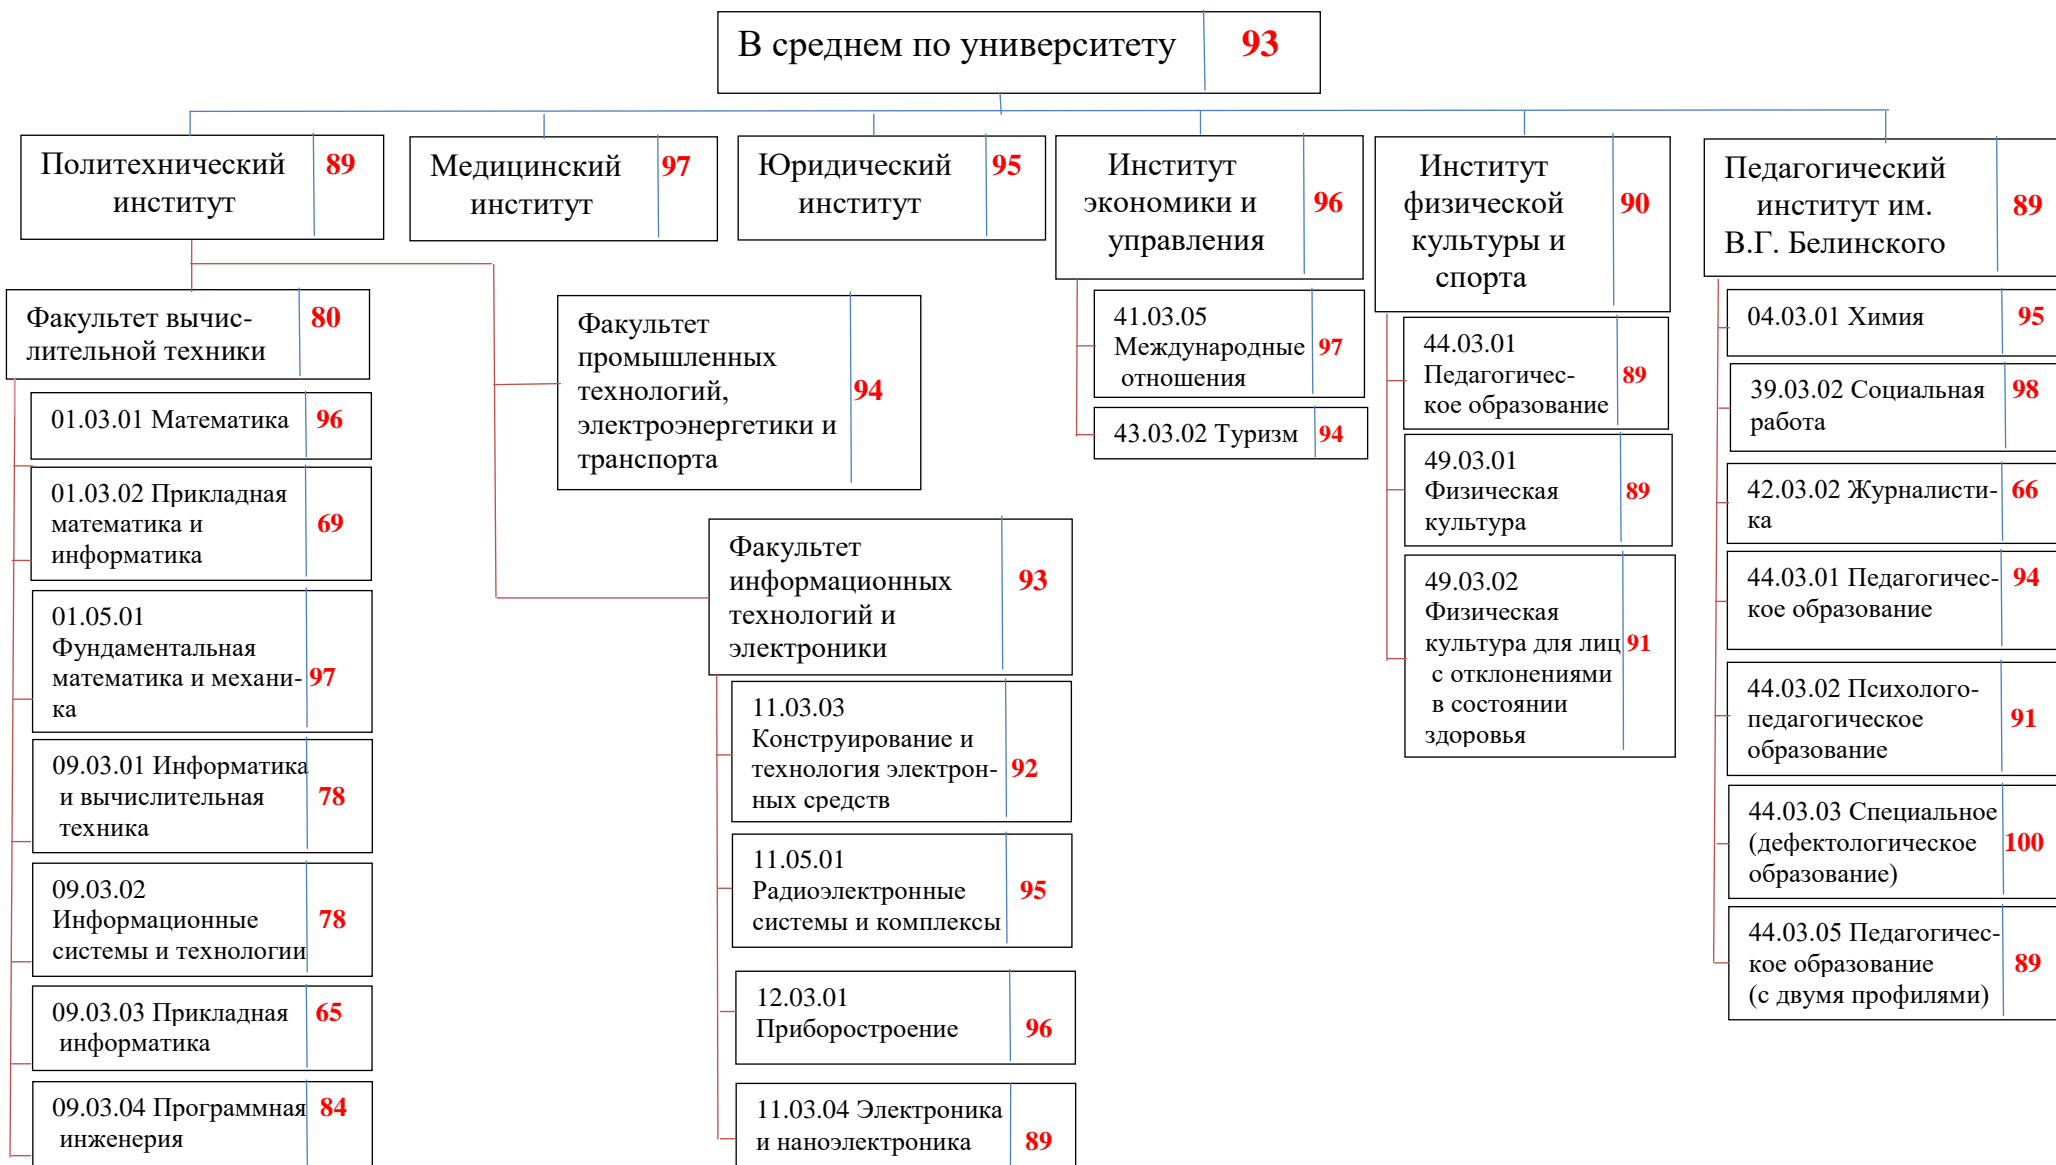 В среднем по университету 93
Политехнический 89
институт
Медицинский 97
институт
Юридический 95
институт
Институт
экономики и 96
управления
Институт
физической 90
культуры и
спорта
Педагогический
институт им. 89
В.Г. Белинского
Факультет вычис- 80
лительной техники
01.03.01 Математика 96
01.03.02 Прикладная
математика и 69
информатика
01.05.01
Фундаментальная
математика и механи- 97
ка
09.03.01 Информатика
и вычислительная 78
техника
09.03.02
Информационные 78
системы и технологии
09.03.03 Прикладная 65
информатика
09.03.04 Программная 84
инженерия
Факультет
промышленных
технологий, 94
электроэнергетики и
транспорта
Факультет
информационных 93
технологий и
электроники
11.03.03
Конструирование и
технология электрон- 92
ных средств
11.05.01
Радиоэлектронные 95
системы и комплексы
12.03.01
Приборостроение 96
11.03.04 Электроника
и наноэлектроника 89
41.03.05
Международные 97
отношения
43.03.02 Туризм 94
44.03.01
Педагогичес- 89
кое образование
49.03.01
Физическая 89
культура
49.03.02
Физическая
культура для лиц 91
с отклонениями
в состоянии
здоровья
04.03.01 Химия 95
39.03.02 Социальная 98
работа
42.03.02 Журналисти- 66
ка
44.03.01 Педагогичес- 94
кое образование
44.03.02 Психолого-
педагогическое 91
образование
44.03.03 Специальное
(дефектологическое 100
образование)
44.03.05 Педагогичес-
кое образование 89
(с двумя профилями)